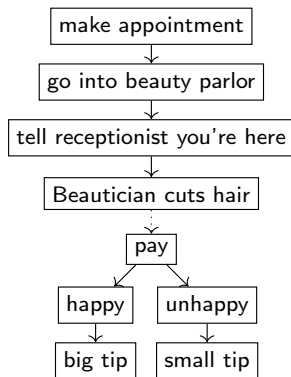 make appointment
go into beauty parlor
tell receptionist you're here
Beautician cuts hair
pay
happy unhappy
big tip small tip